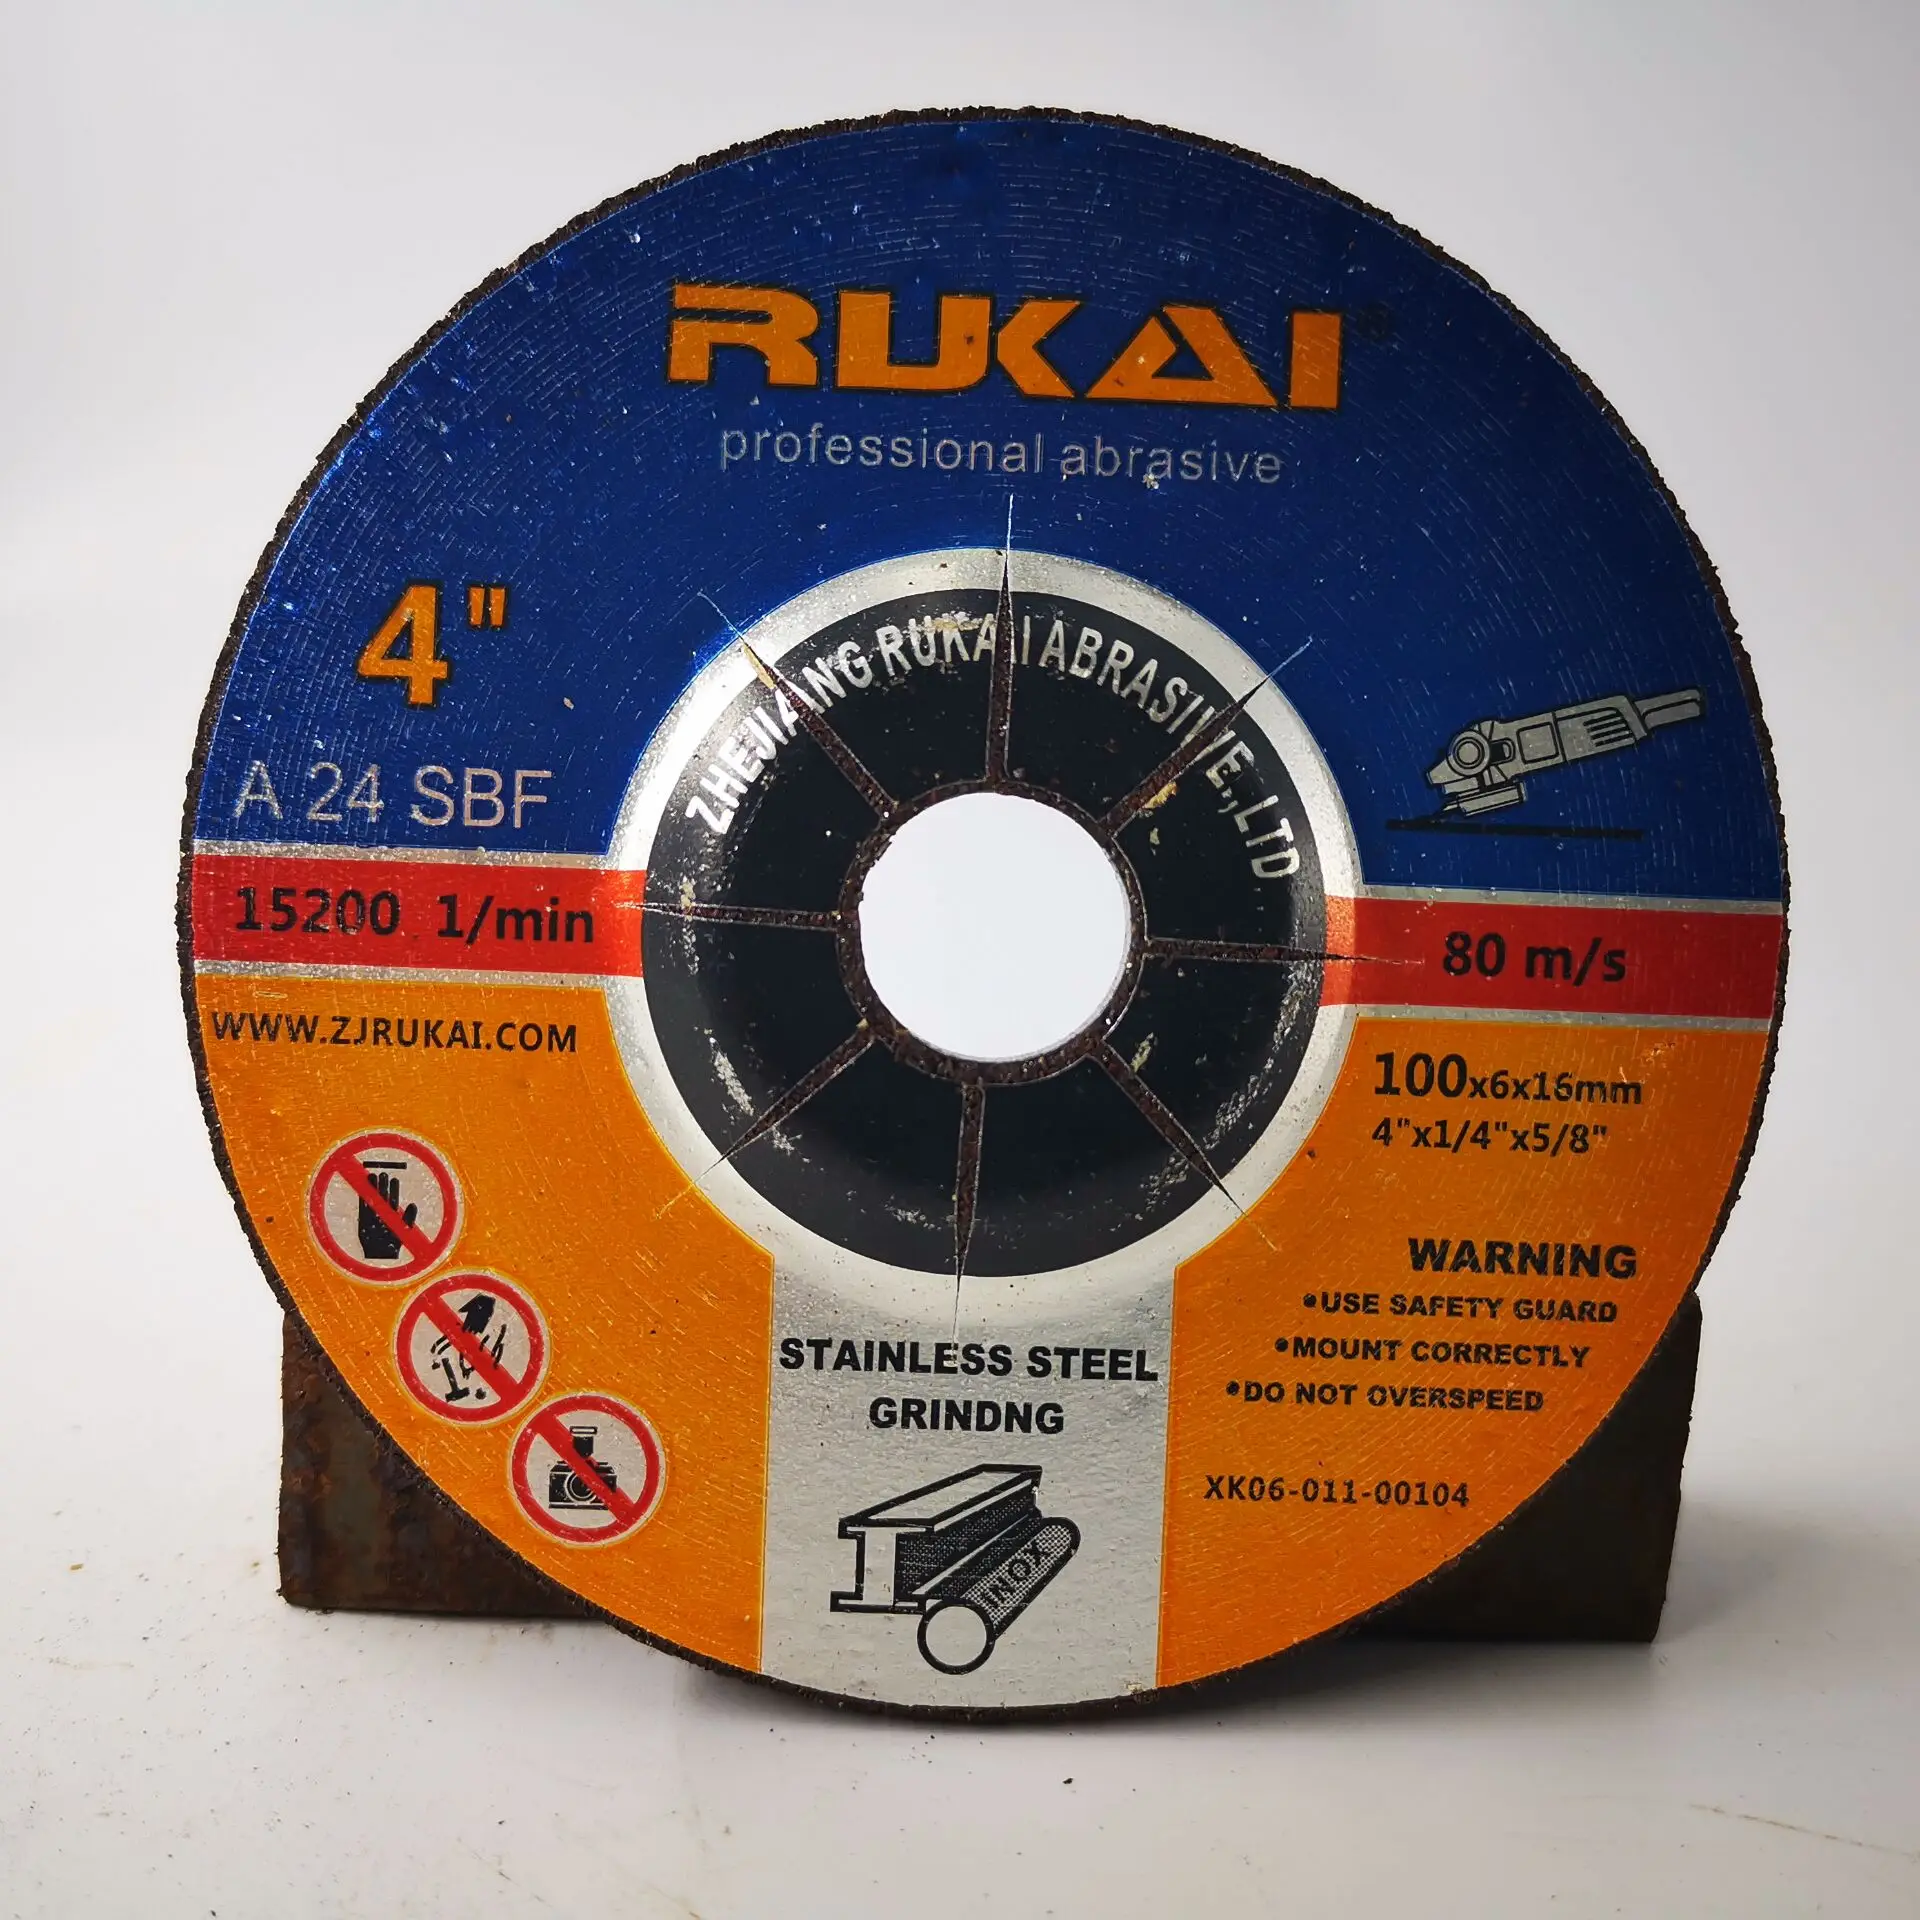 RUKAI®
professional abrasive
4"
A 24 SBF
ZHEJIANG RUKAI ABRASIVE.,LTD
15200 1/min
80 m/s
WWW.ZJRUKAI.COM
100x6x16mm
4"x1/4"x5/8"
WARNING
•USE SAFETY GUARD
•MOUNT CORRECTLY
•DO NOT OVERSPEED
STAINLESS STEEL
GRINDNG
XK06-011-00104
INOX